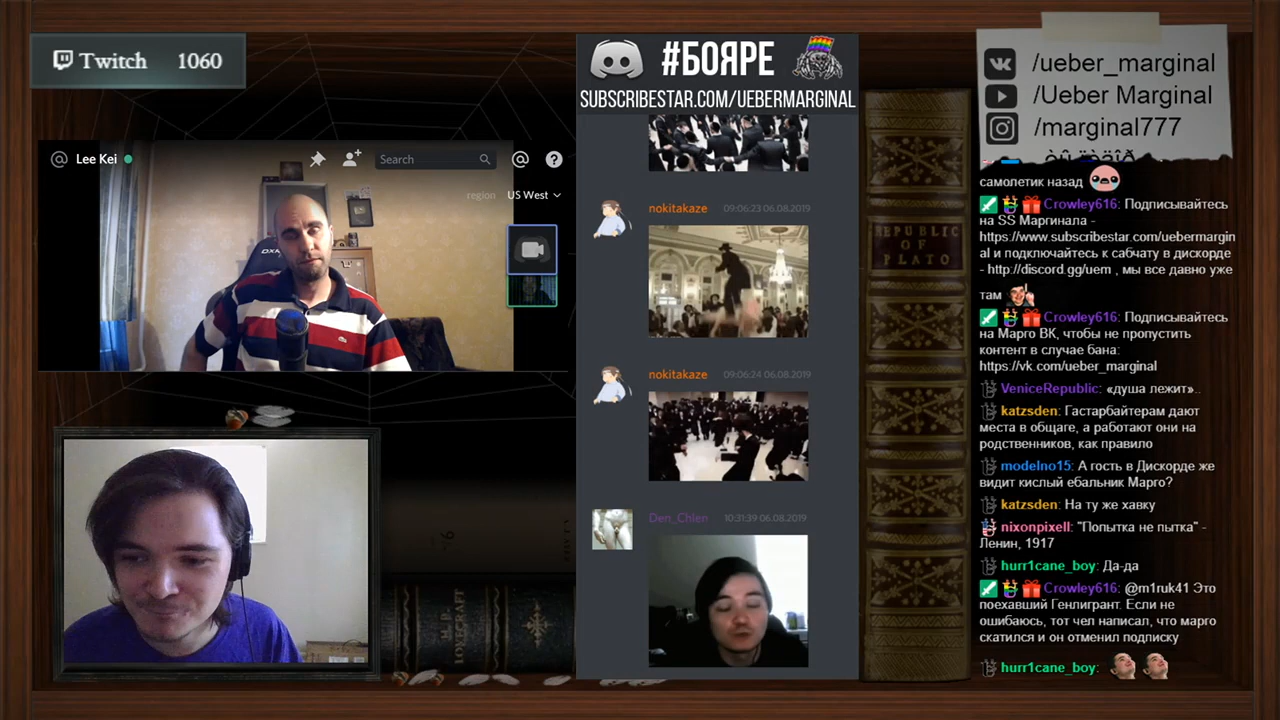 Twitch 1060
@ Lee Kei
Search
region US West
#БОЯРЕ
SUBSCRIBESTAR.COM/UEBERMARGINAL
nokitakaze 09:06:23 06.08.2019
nokitakaze 09:06:24 06.08.2019
Den_Chlen 10:31:39 06.08.2019
REPUBLIC
OF
PLATO
H.P. LOVECRAFT
/ueber_marginal
/Ueber Marginal
/marginal777
самолетик назад
Crowley616: Подписывайтесь
на SS Маргинала -
https://www.subscribestar.com/uebermargin
al и подключайтесь к сабчату в дискорде
- http://discord.gg/uem , мы все давно уже
там
Crowley616: Подписывайтесь
на Марго ВК, чтобы не пропустить
контент в случае бана:
https://vk.com/ueber_marginal
VeniceRepublic: «душа лежит»..
katzsden: Гастарбайтерам дают
места в общаге, а работают они на
родственников, как правило
modelno15: А гость в Дискорде же
видит кислый ебальник Марго?
katzsden: На ту же хавку
nixonpixell: "Попытка не пытка" -
Ленин, 1917
hurr1cane_boy: Да-да
Crowley616: @m1ruk41 Это
поехавший Генлигрант. Если не
ошибаюсь, тот чел написал, что марго
скатился и он отменил подписку
hurr1cane_boy: